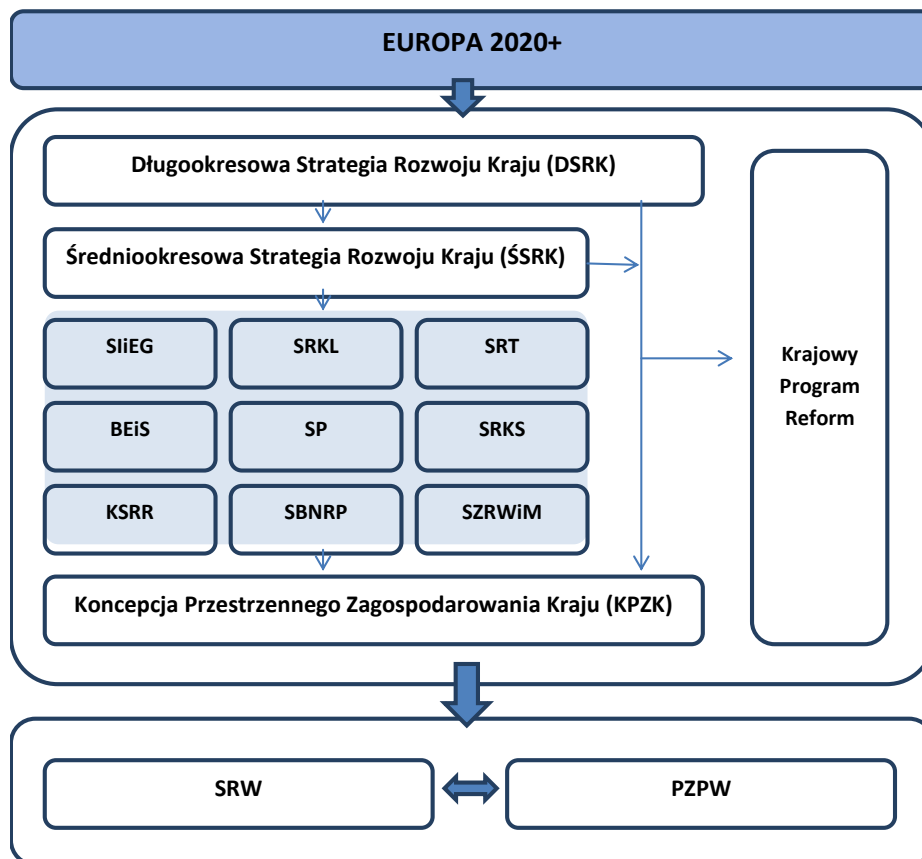 EUROPA 2020+
Długookresowa Strategia Rozwoju Kraju (DSRK)
Średniookresowa Strategia Rozwoju Kraju (ŚSRK)
SIiEG
SRKL
SRT
BEiS
SP
SRKS
KSRR
SBNRP
SZRWiM
Koncepcja Przestrzennego Zagospodarowania Kraju (KPZK)
Krajowy
Program
Reform
SRW
PZPW